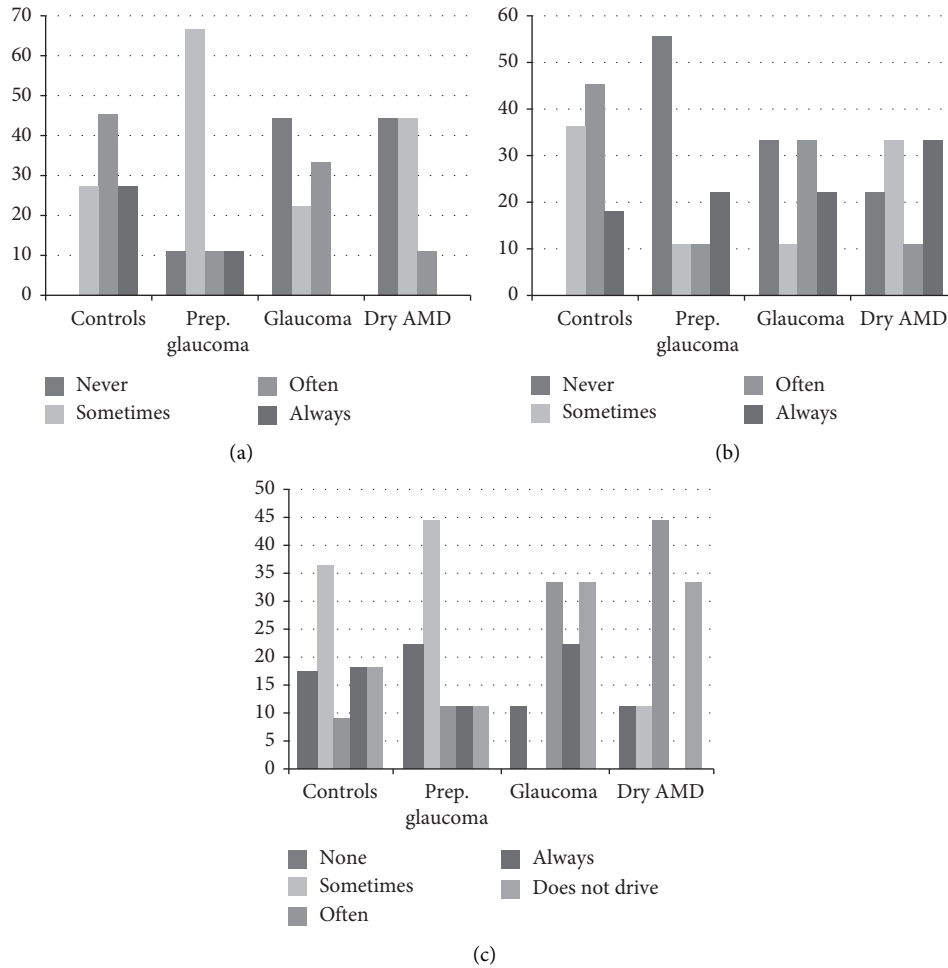 70
60
50
40
30
20
10
0
Controls Prep. glaucoma Glaucoma Dry AMD
Never Often
Sometimes Always
(a)
60
50
40
30
20
10
0
Controls Prep. glaucoma Glaucoma Dry AMD
Never Often
Sometimes Always
(b)
50
45
40
35
30
25
20
15
10
5
0
Controls Prep. glaucoma Glaucoma Dry AMD
None Always
Sometimes Does not drive
Often
(c)